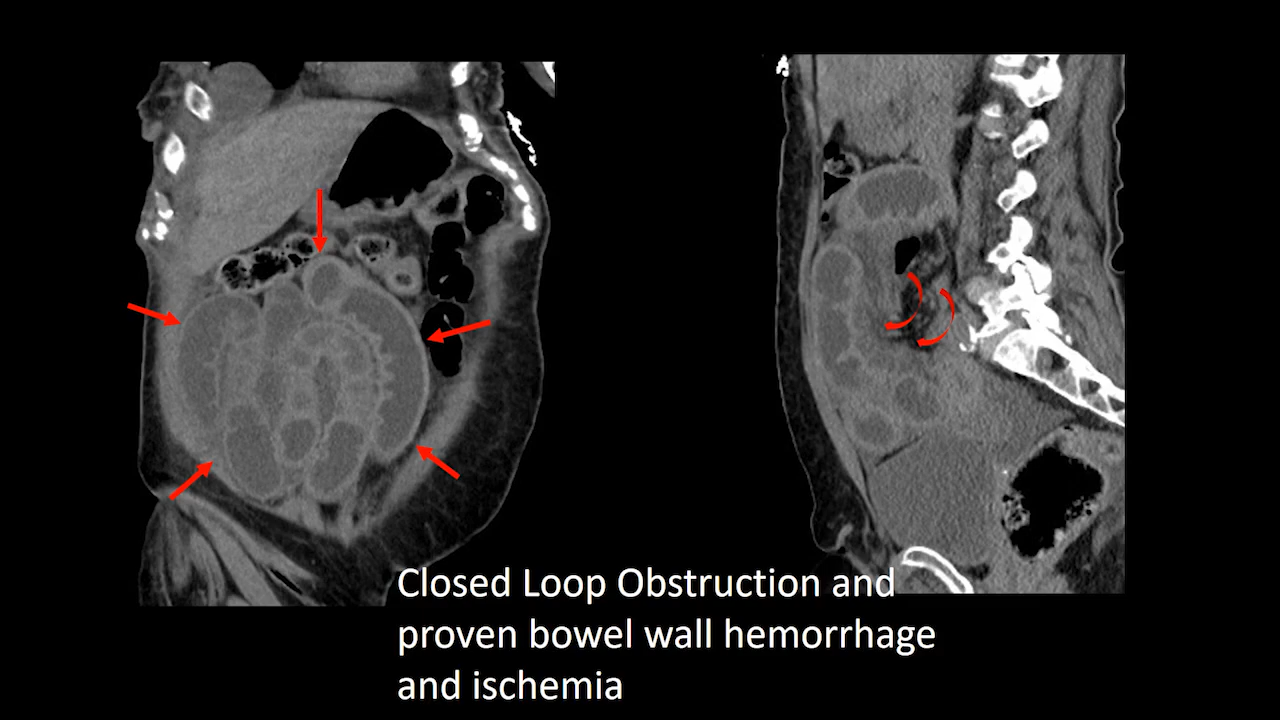 Closed Loop Obstruction and
proven bowel wall hemorrhage
and ischemia